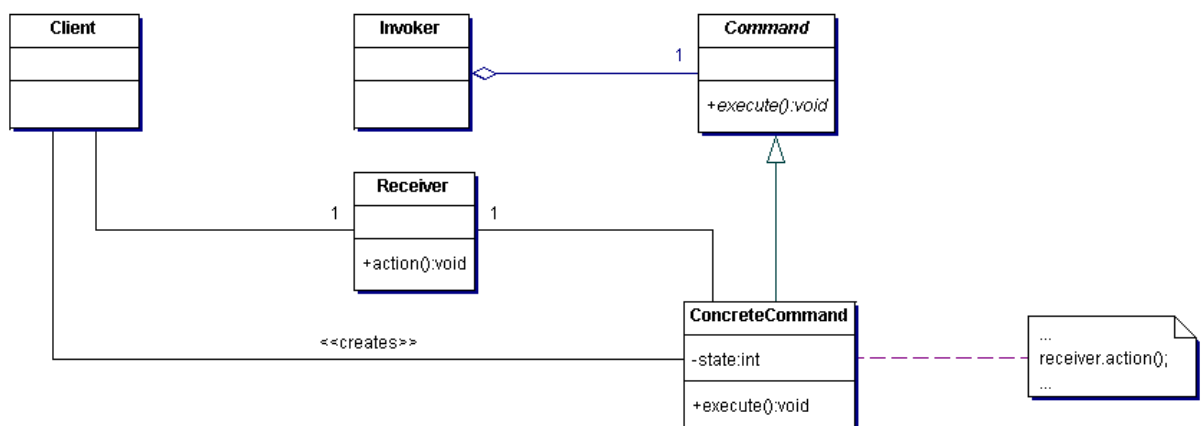 Client
Invoker
Command
1
+execute():void
Receiver
1
1
+action():void
ConcreteCommand
<<creates>>
-state:int
+execute():void
...
receiver.action();
...